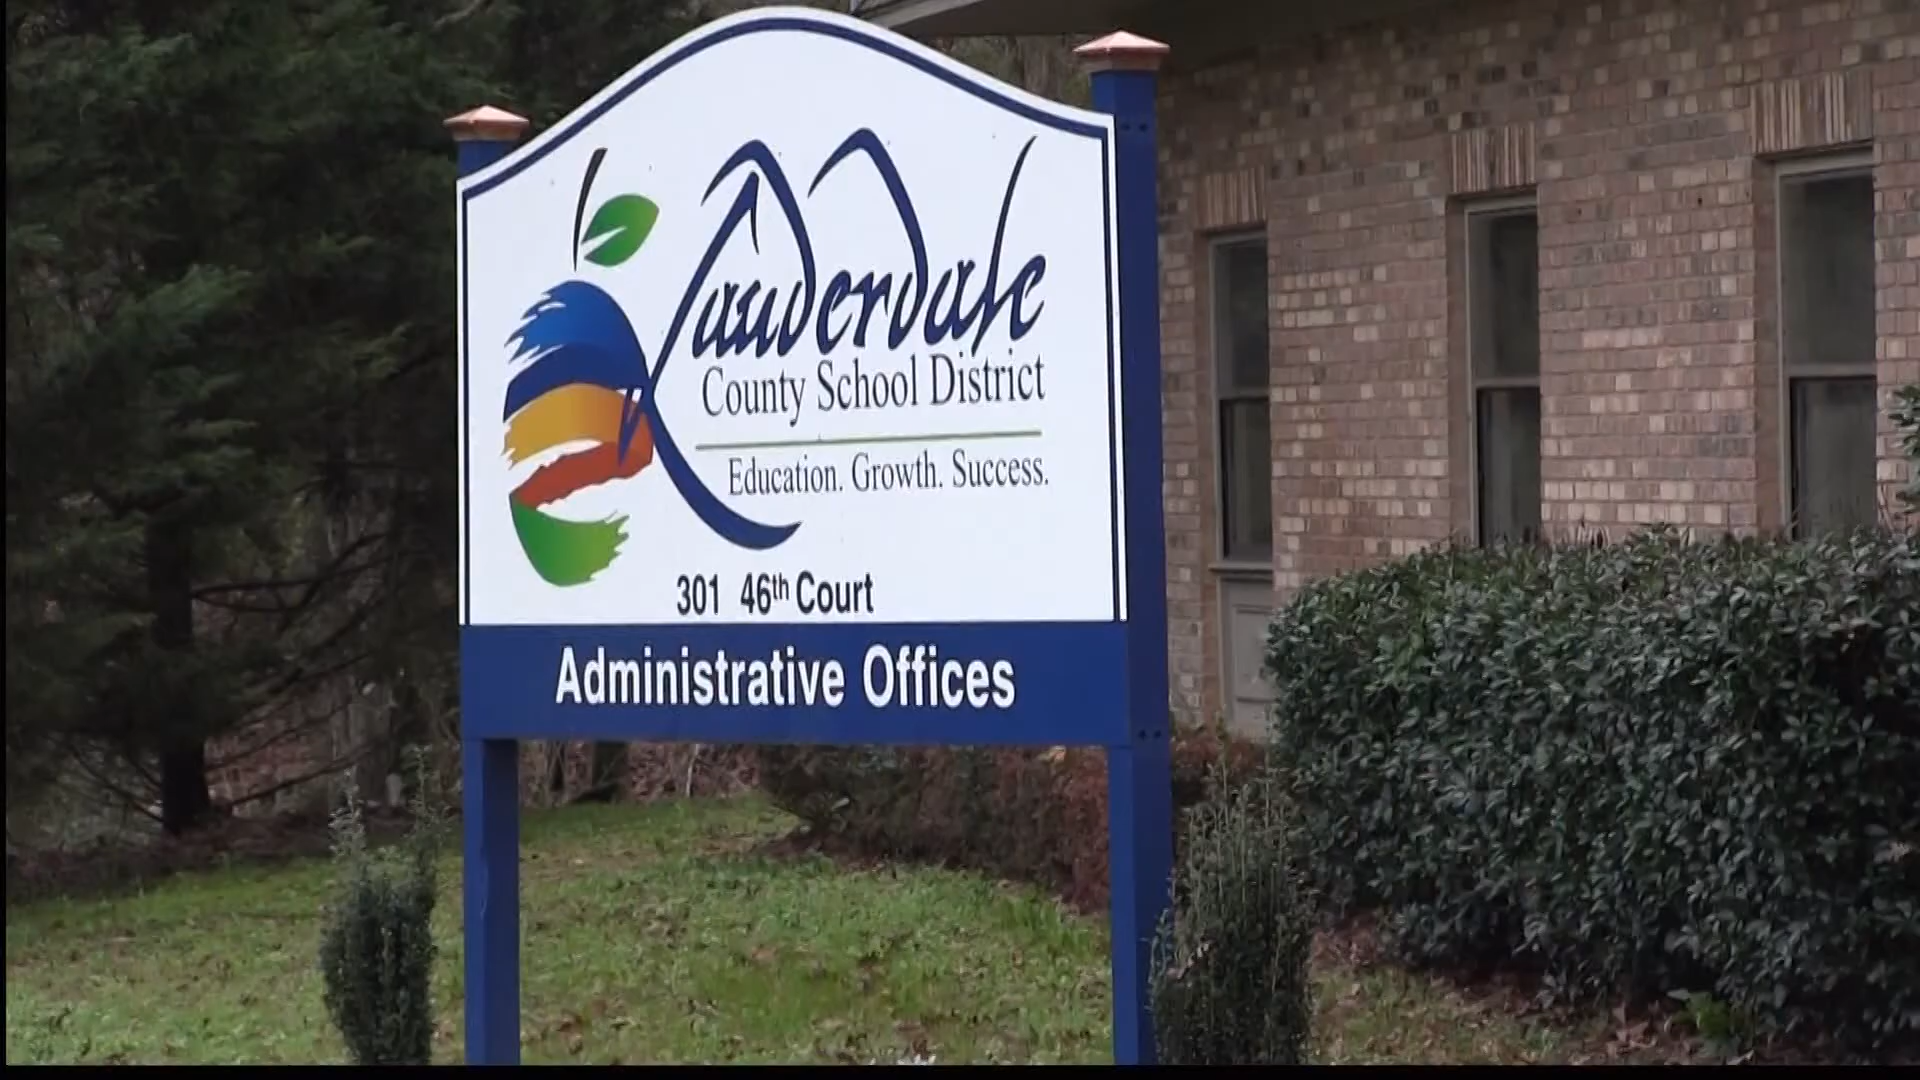 Lauderdale
County School District
Education. Growth. Success.
301 46th Court
Administrative Offices